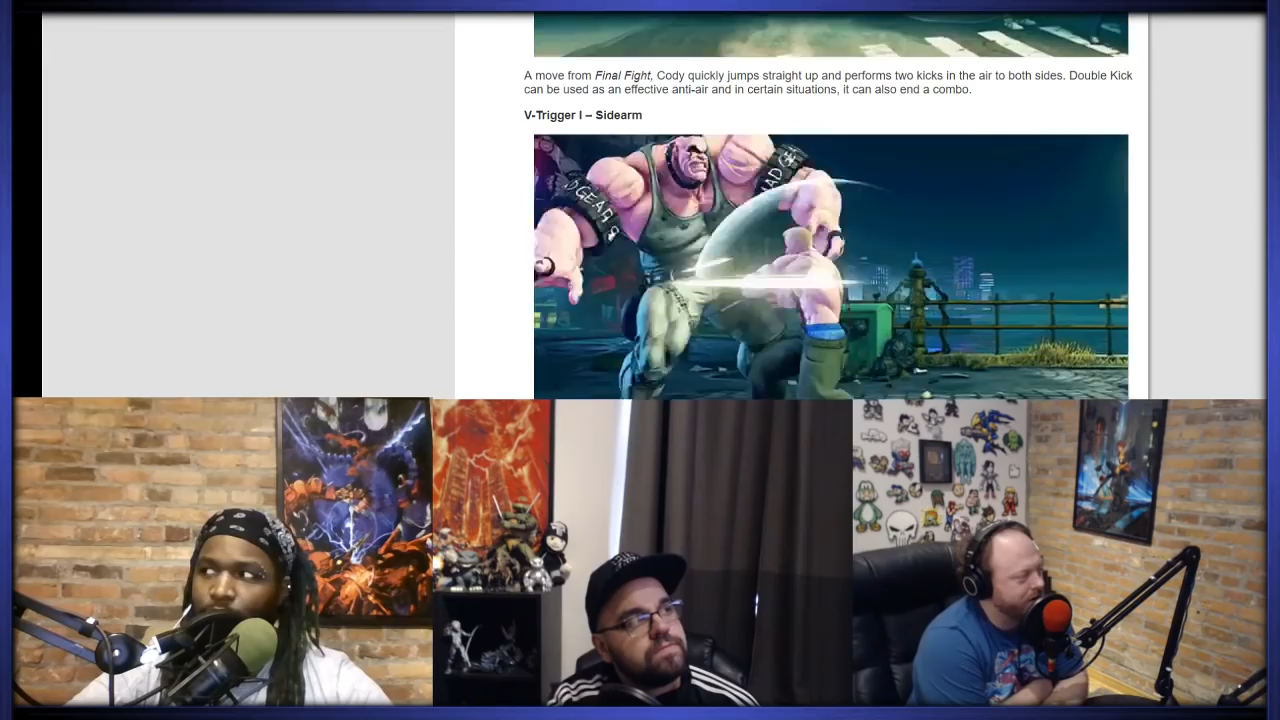 A move from Final Fight, Cody quickly jumps straight up and performs two kicks in the air to both sides. Double Kick
can be used as an effective anti-air and in certain situations, it can also end a combo.
V-Trigger I – Sidearm